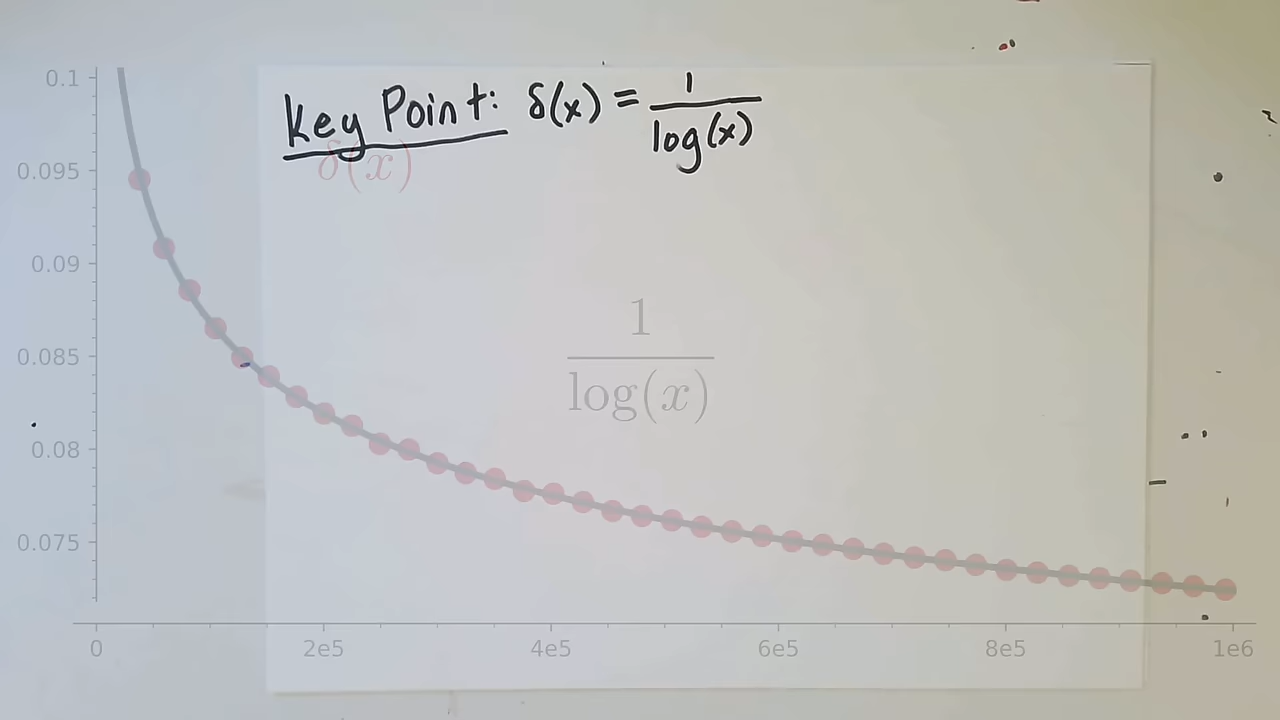 Key Point: δ(x) = 1/log(x)
δ(x)
1/log(x)
0.1
0.095
0.09
0.085
0.08
0.075
0 2e5 4e5 6e5 8e5 1e6